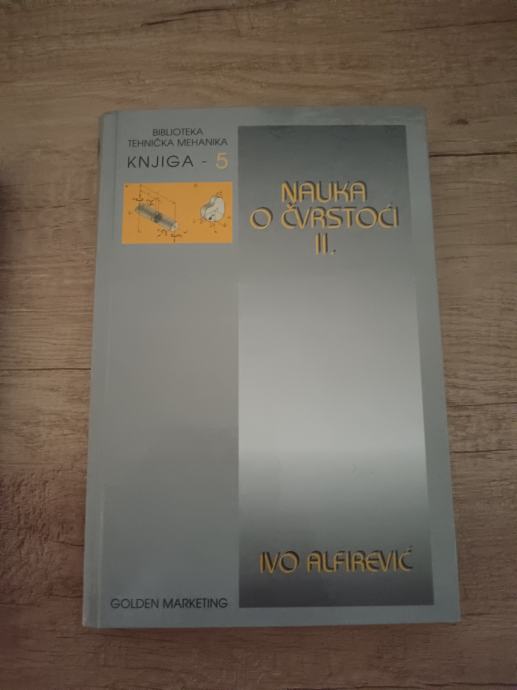 BIBLIOTEKA
TEHNIČKA MEHANIKA
KNJIGA - 5
NAUKA
O ČVRSTOĆI
II.
IVO ALFIREVIĆ
GOLDEN MARKETING